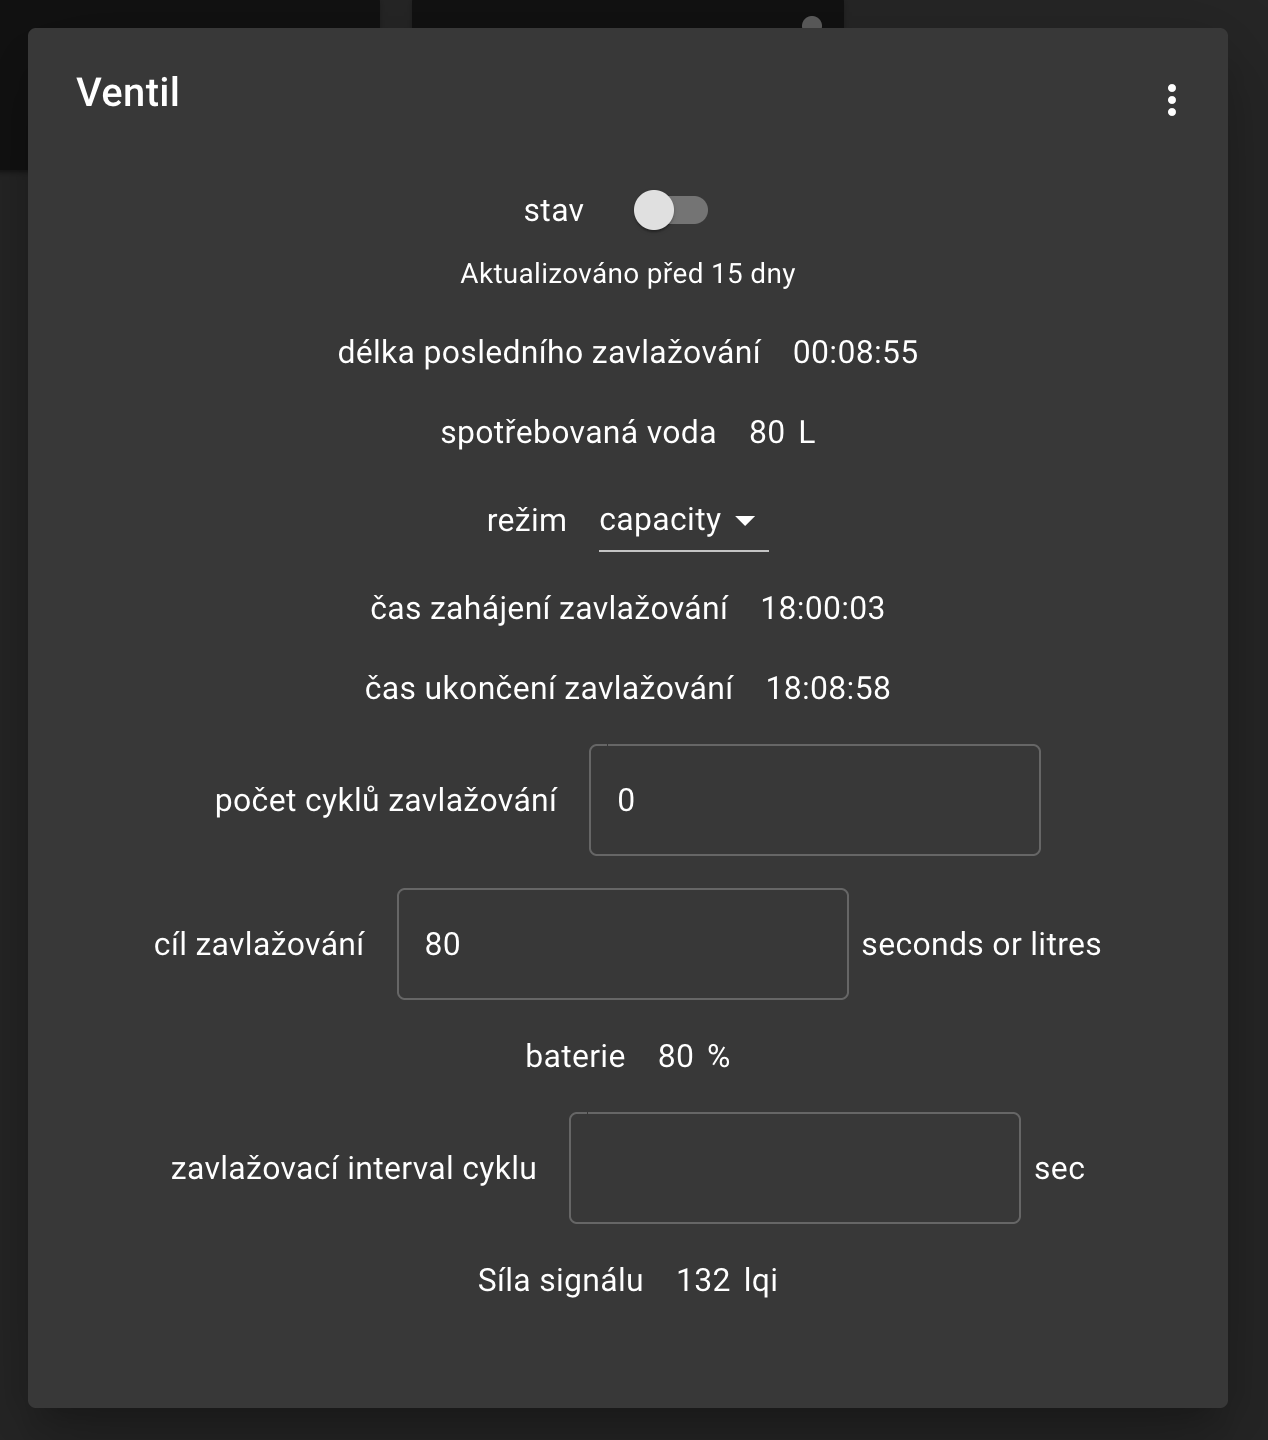 Ventil
stav
Aktualizováno před 15 dny
délka posledního zavlažování 00:08:55
spotřebovaná voda 80 L
režim capacity
čas zahájení zavlažování 18:00:03
čas ukončení zavlažování 18:08:58
počet cyklů zavlažování 0
cíl zavlažování 80 seconds or litres
baterie 80 %
zavlažovací interval cyklu sec
Síla signálu 132 lqi